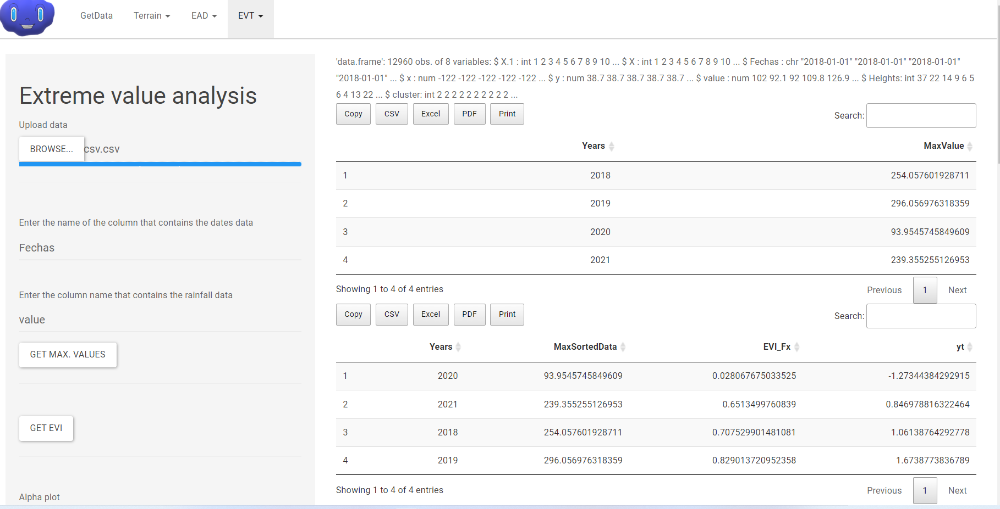 GetData Terrain EAD EVT
Extreme value analysis
Upload data
BROWSE... csv.csv
Enter the name of the column that contains the dates data
Fechas
Enter the column name that contains the rainfall data
value
GET MAX. VALUES
GET EVI
Alpha plot
'data.frame': 12960 obs. of 8 variables: $ X.1 : int 1 2 3 4 5 6 7 8 9 10 ... $ X : int 1 2 3 4 5 6 7 8 9 10 ... $ Fechas : chr "2018-01-01" "2018-01-01" "2018-01-01"
"2018-01-01" ... $ x : num -122 -122 -122 -122 -122 ... $ y : num 38.7 38.7 38.7 38.7 38.7 ... $ value : num 102 92.1 92 109.8 126.9 ... $ Heights: int 37 22 14 9 6 5
6 4 13 22 ... $ cluster: int 2 2 2 2 2 2 2 2 2 2 ...
Copy CSV Excel PDF Print Search:
Years MaxValue
1 2018 254.057601928711
2 2019 296.056976318359
3 2020 93.9545745849609
4 2021 239.355255126953
Showing 1 to 4 of 4 entries Previous 1 Next
Copy CSV Excel PDF Print Search:
Years MaxSortedData EVI_Fx yt
1 2020 93.9545745849609 0.028067675033525 -1.27344384292915
2 2021 239.355255126953 0.6513499760839 0.846978816322464
3 2018 254.057601928711 0.707529901481081 1.06138764292778
4 2019 296.056976318359 0.829013720952358 1.6738773836789
Showing 1 to 4 of 4 entries Previous 1 Next